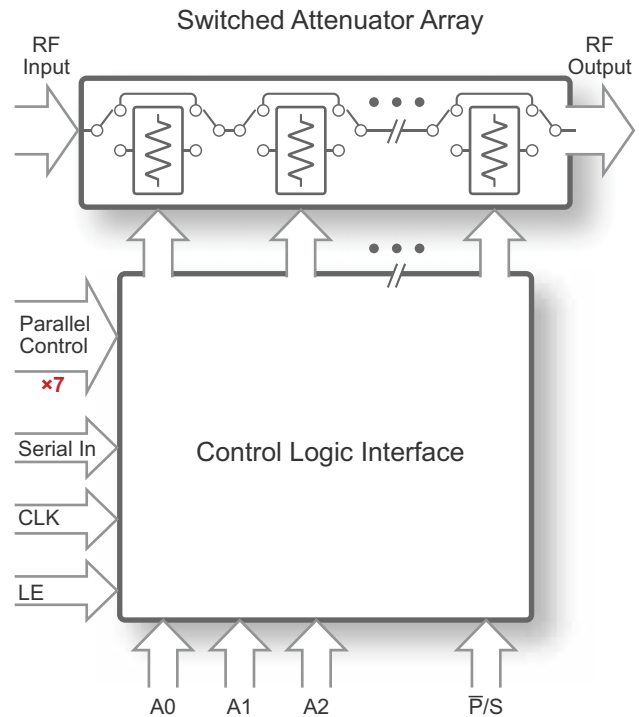 Switched Attenuator Array
RF
Input
RF
Output
Parallel
Control
×7
Serial In
Control Logic Interface
CLK
LE
A0
A1
A2
P̅/S